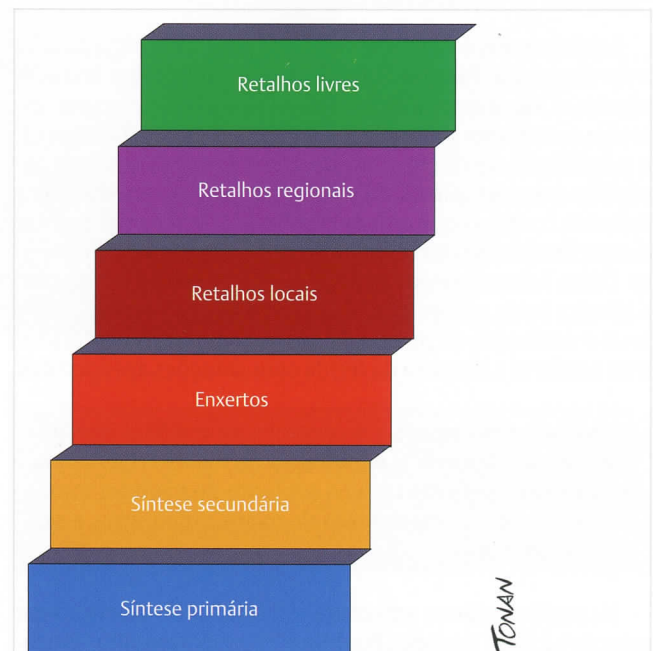 Retalhos livres
Retalhos regionais
Retalhos locais
Enxertos
Síntese secundária
Síntese primária
TONAN